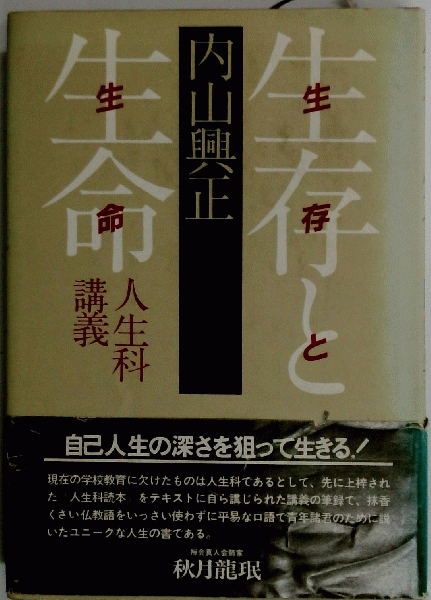 生存と
生存と
内山興正
生命
生命
人生科
講義
自己人生の深さを狙って生きる！
現在の学校教育に欠けたものは人生科であるとして、先に上梓され
た「人生科読本」をテキストに自ら講じられた講義の筆録で、抹香
くさい仏教語をいっさい使わずに平易な口語で青年諸君のために説
いたユニークな人生の書である。
秋月龍珉